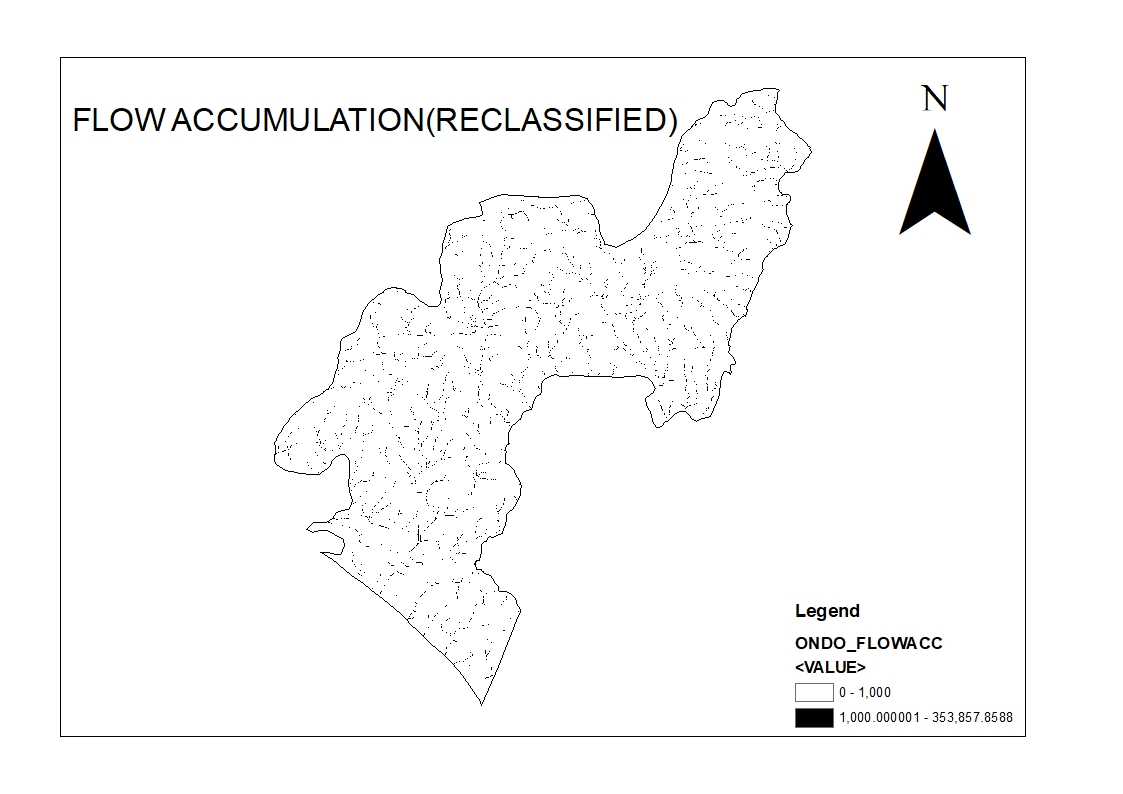 FLOW ACCUMULATION(RECLASSIFIED)
N
Legend
ONDO_FLOWACC
<VALUE>
0 - 1,000
1,000.000001 - 353,857.8588